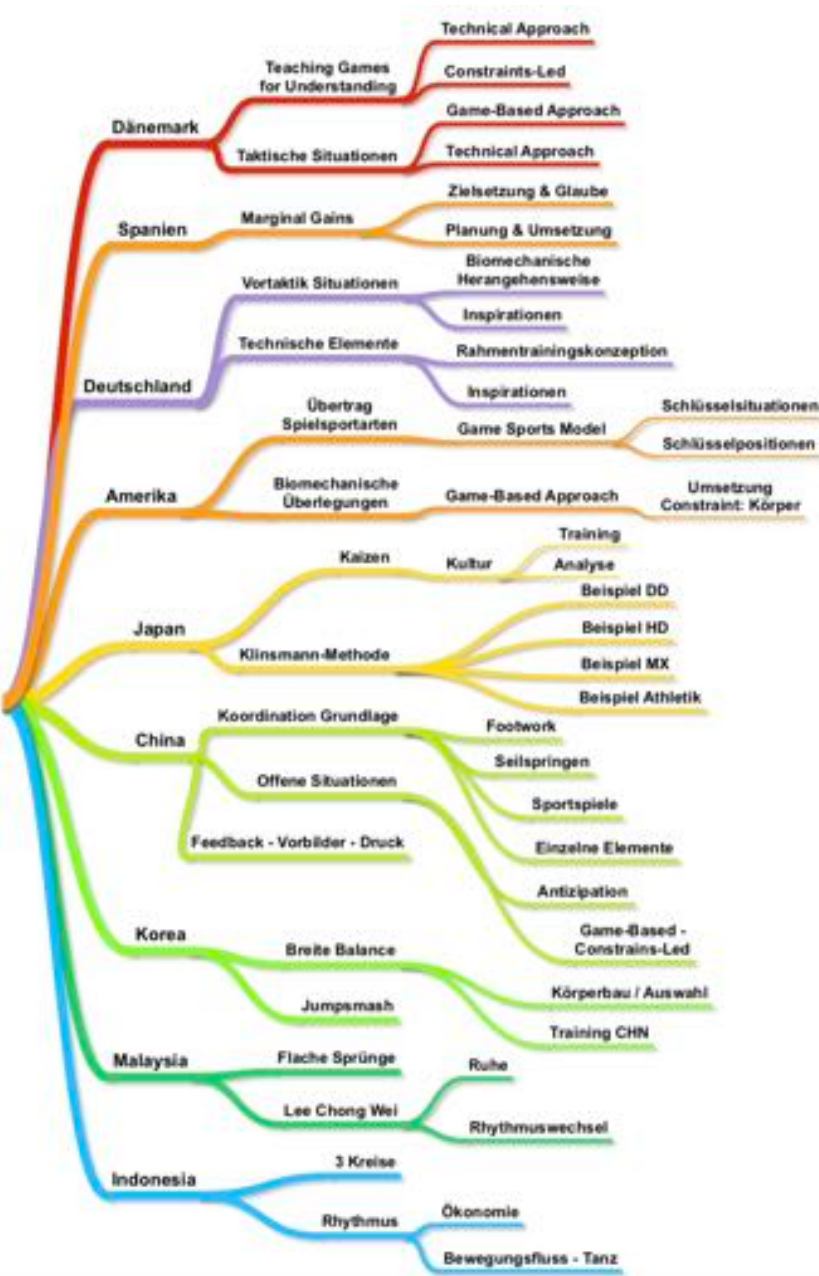 Technical Approach
Teaching Games
for Understanding
Constraints-Led
Dänemark
Game-Based Approach
Taktische Situationen
Technical Approach
Spanien
Marginal Gains
Zielsetzung & Glaube
Planung & Umsetzung
Deutschland
Vortaktik Situationen
Biomechanische
Herangehensweise
Inspirationen
Technische Elemente
Rahmentrainingskonzeption
Inspirationen
Amerika
Übertrag
Spielsportarten
Game Sports Model
Schlüsselsituationen
Schlüsselpositionen
Biomechanische
Überlegungen
Game-Based Approach
Umsetzung
Constraint: Körper
Japan
Kaizen
Kultur
Training
Analyse
Klinsmann-Methode
Beispiel DD
Beispiel HD
Beispiel MX
Beispiel Athletik
China
Koordination Grundlage
Footwork
Seilspringen
Sportspiele
Einzelne Elemente
Offene Situationen
Antizipation
Game-Based -
Constrains-Led
Feedback - Vorbilder - Druck
Korea
Breite Balance
Körperbau / Auswahl
Training CHN
Jumpsmash
Malaysia
Flache Sprünge
Lee Chong Wei
Ruhe
Rhythmuswechsel
Indonesia
3 Kreise
Rhythmus
Ökonomie
Bewegungsfluss - Tanz